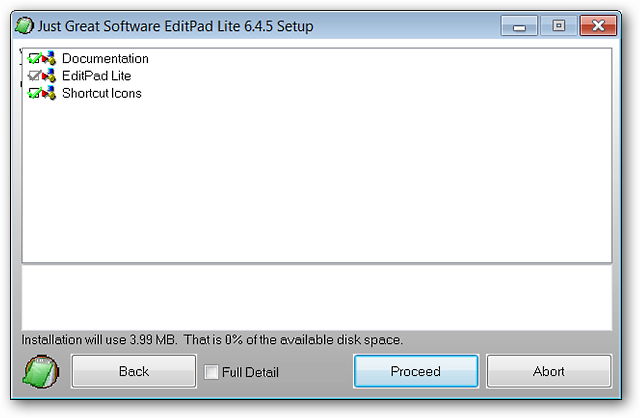 Just Great Software EditPad Lite 6.4.5 Setup
Documentation
EditPad Lite
Shortcut Icons
Installation will use 3.99 MB. That is 0% of the available disk space.
Back
Full Detail
Proceed
Abort